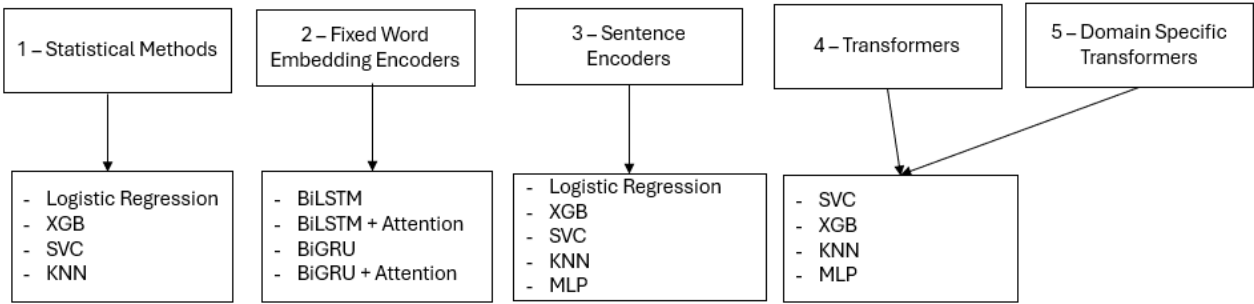 1 – Statistical Methods
2 – Fixed Word
Embedding Encoders
3 – Sentence
Encoders
4 – Transformers
5 – Domain Specific
Transformers
- Logistic Regression
- XGB
- SVC
- KNN
- BiLSTM
- BiLSTM + Attention
- BiGRU
- BiGRU + Attention
- Logistic Regression
- XGB
- SVC
- KNN
- MLP
- SVC
- XGB
- KNN
- MLP